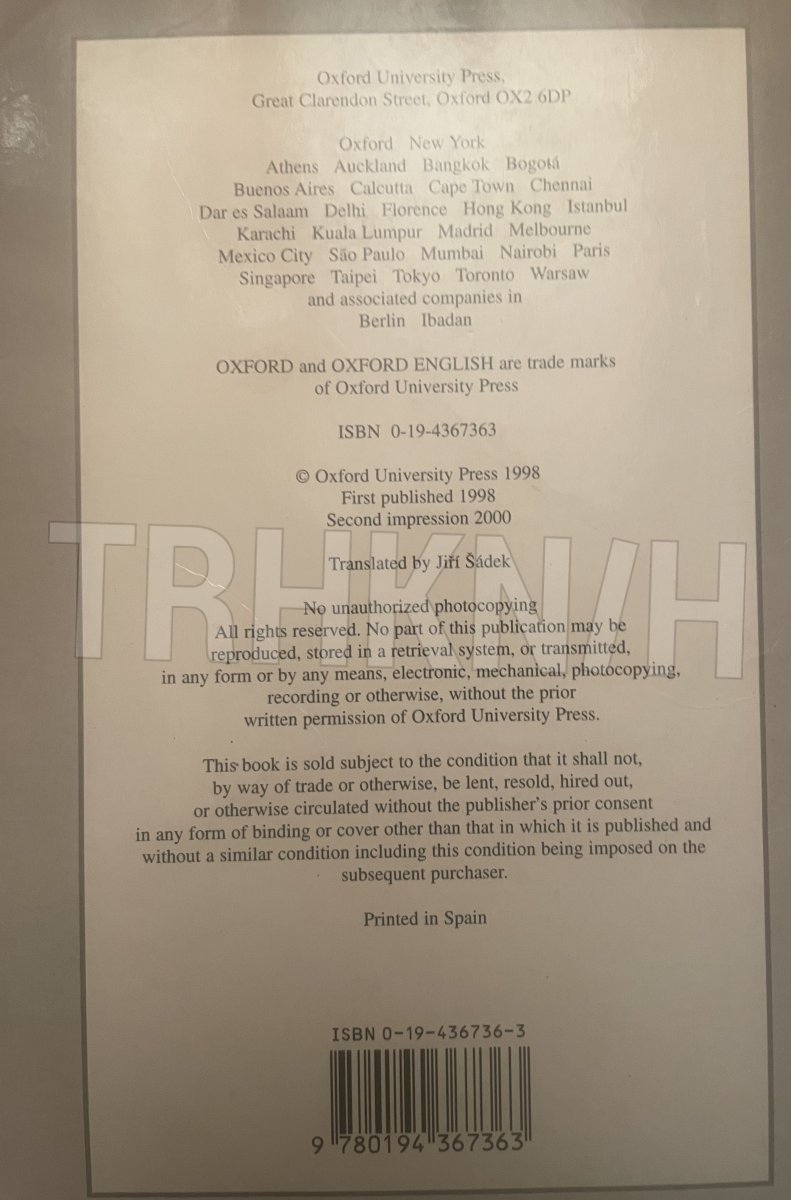 Oxford University Press,
Great Clarendon Street, Oxford OX2 6DP
Oxford New York
Athens Auckland Bangkok Bogotá
Buenos Aires Calcutta Cape Town Chennai
Dar es Salaam Delhi Florence Hong Kong Istanbul
Karachi Kuala Lumpur Madrid Melbourne
Mexico City São Paulo Mumbai Nairobi Paris
Singapore Taipei Tokyo Toronto Warsaw
and associated companies in
Berlin Ibadan
OXFORD and OXFORD ENGLISH are trade marks
of Oxford University Press
ISBN 0-19-4367363
© Oxford University Press 1998
First published 1998
Second impression 2000
TRHKNIH
Translated by Jiří Šádek
No unauthorized photocopying
All rights reserved. No part of this publication may be
reproduced, stored in a retrieval system, or transmitted,
in any form or by any means, electronic, mechanical, photocopying,
recording or otherwise, without the prior
written permission of Oxford University Press.
This book is sold subject to the condition that it shall not,
by way of trade or otherwise, be lent, resold, hired out,
or otherwise circulated without the publisher's prior consent
in any form of binding or cover other than that in which it is published and
without a similar condition including this condition being imposed on the
subsequent purchaser.
Printed in Spain
ISBN 0-19-436736-3
9 780194 367363